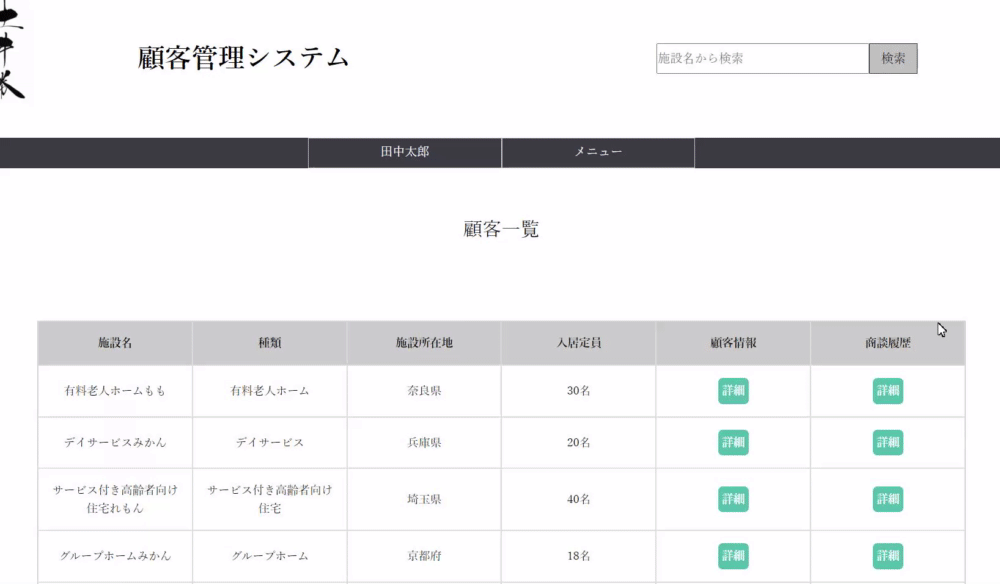 顧客管理システム
施設名から検索 検索
田中太郎 メニュー
顧客一覧
施設名 種類 施設所在地 入居定員 顧客情報 商談履歴
有料老人ホームもも 有料老人ホーム 奈良県 30名 詳細 詳細
デイサービスみかん デイサービス 兵庫県 20名 詳細 詳細
サービス付き高齢者向け サービス付き高齢者向け
住宅れもん 住宅 埼玉県 40名 詳細 詳細
グループホームみかん グループホーム 京都府 18名 詳細 詳細